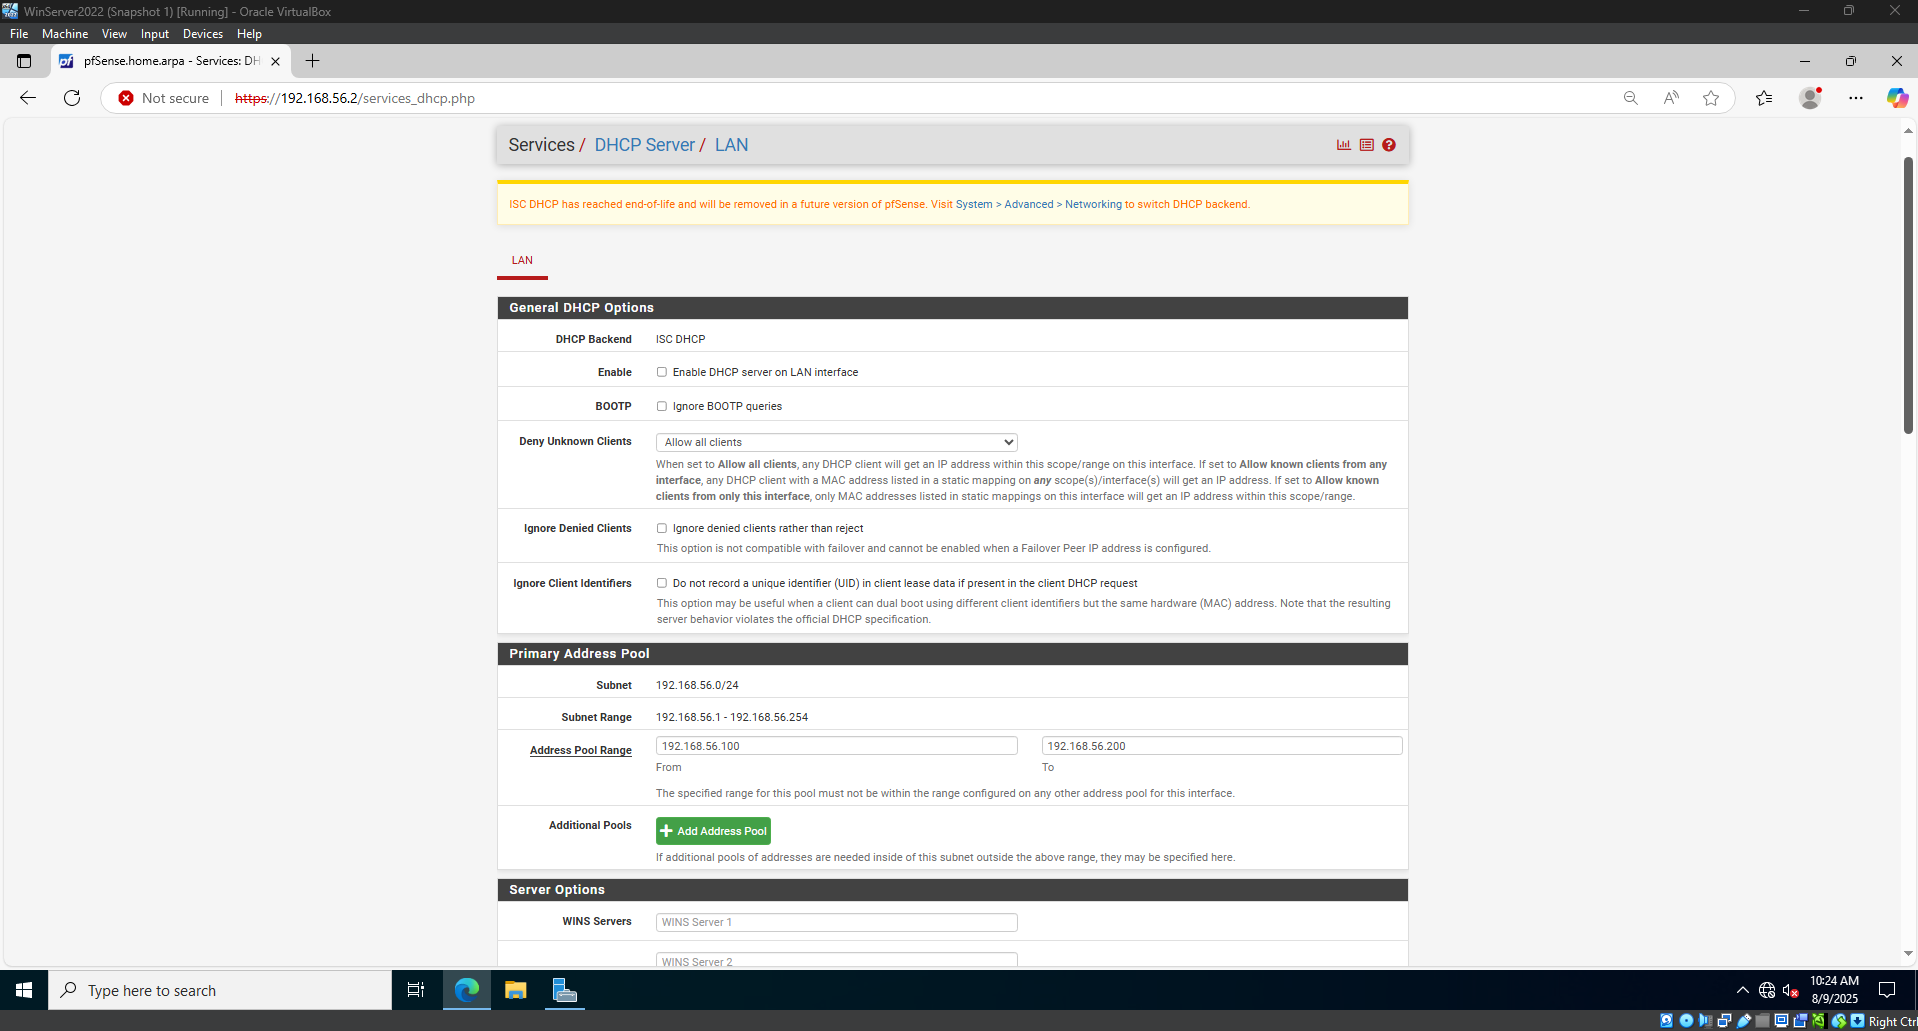 WinServer2022 (Snapshot 1) [Running] - Oracle VirtualBox
File Machine View Input Devices Help
pfSense.home.arpa - Services: DH
Not secure https://192.168.56.2/services_dhcp.php
Services / DHCP Server / LAN
ISC DHCP has reached end-of-life and will be removed in a future version of pfSense. Visit System > Advanced > Networking to switch DHCP backend.
LAN
General DHCP Options
DHCP Backend ISC DHCP
Enable Enable DHCP server on LAN interface
BOOTP Ignore BOOTP queries
Deny Unknown Clients Allow all clients
When set to Allow all clients, any DHCP client will get an IP address within this scope/range on this interface. If set to Allow known clients from any
interface, any DHCP client with a MAC address listed in a static mapping on any scope(s)/interface(s) will get an IP address. If set to Allow known
clients from only this interface, only MAC addresses listed in static mappings on this interface will get an IP address within this scope/range.
Ignore Denied Clients Ignore denied clients rather than reject
This option is not compatible with failover and cannot be enabled when a Failover Peer IP address is configured.
Ignore Client Identifiers Do not record a unique identifier (UID) in client lease data if present in the client DHCP request
This option may be useful when a client can dual boot using different client identifiers but the same hardware (MAC) address. Note that the resulting
server behavior violates the official DHCP specification.
Primary Address Pool
Subnet 192.168.56.0/24
Subnet Range 192.168.56.1 - 192.168.56.254
Address Pool Range 192.168.56.100 192.168.56.200
From To
The specified range for this pool must not be within the range configured on any other address pool for this interface.
Additional Pools Add Address Pool
If additional pools of addresses are needed inside of this subnet outside the above range, they may be specified here.
Server Options
WINS Servers WINS Server 1
WINS Server 2
Type here to search
10:24 AM
8/9/2025
Right Ctrl